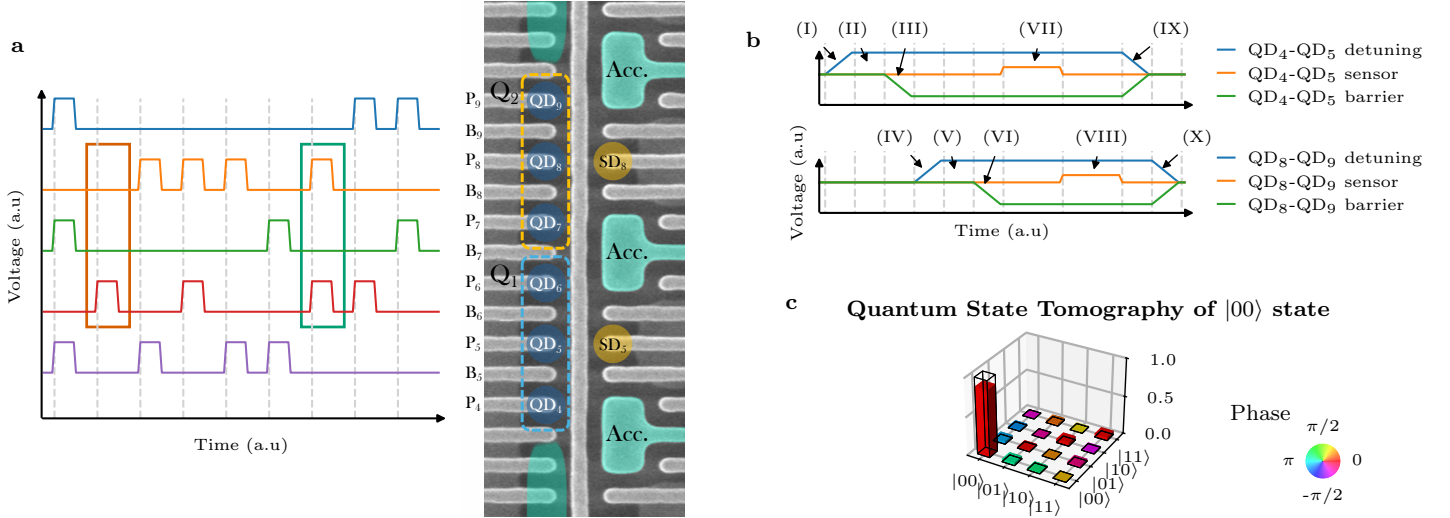 a
Voltage (a.u)
Time (a.u)
P₉
B₉
P₈
B₈
P₇
B₇
P₆
B₆
P₅
B₅
P₄
Q₂
Q₁
QD₉
QD₈
QD₇
QD₆
QD₅
QD₄
SD₈
SD₅
Acc.
Acc.
Acc.
b
(I) (II) (III) (VII) (IX)
QD₄-QD₅ detuning
QD₄-QD₅ sensor
QD₄-QD₅ barrier
(IV) (V) (VI) (VIII) (X)
QD₈-QD₉ detuning
QD₈-QD₉ sensor
QD₈-QD₉ barrier
Voltage (a.u)
Time (a.u)
c Quantum State Tomography of |00⟩ state
1.0
0.5
0.0
|00⟩
|01⟩
|10⟩
|11⟩
|00⟩
|01⟩
|10⟩
|11⟩
Phase
π/2
π 0
-π/2